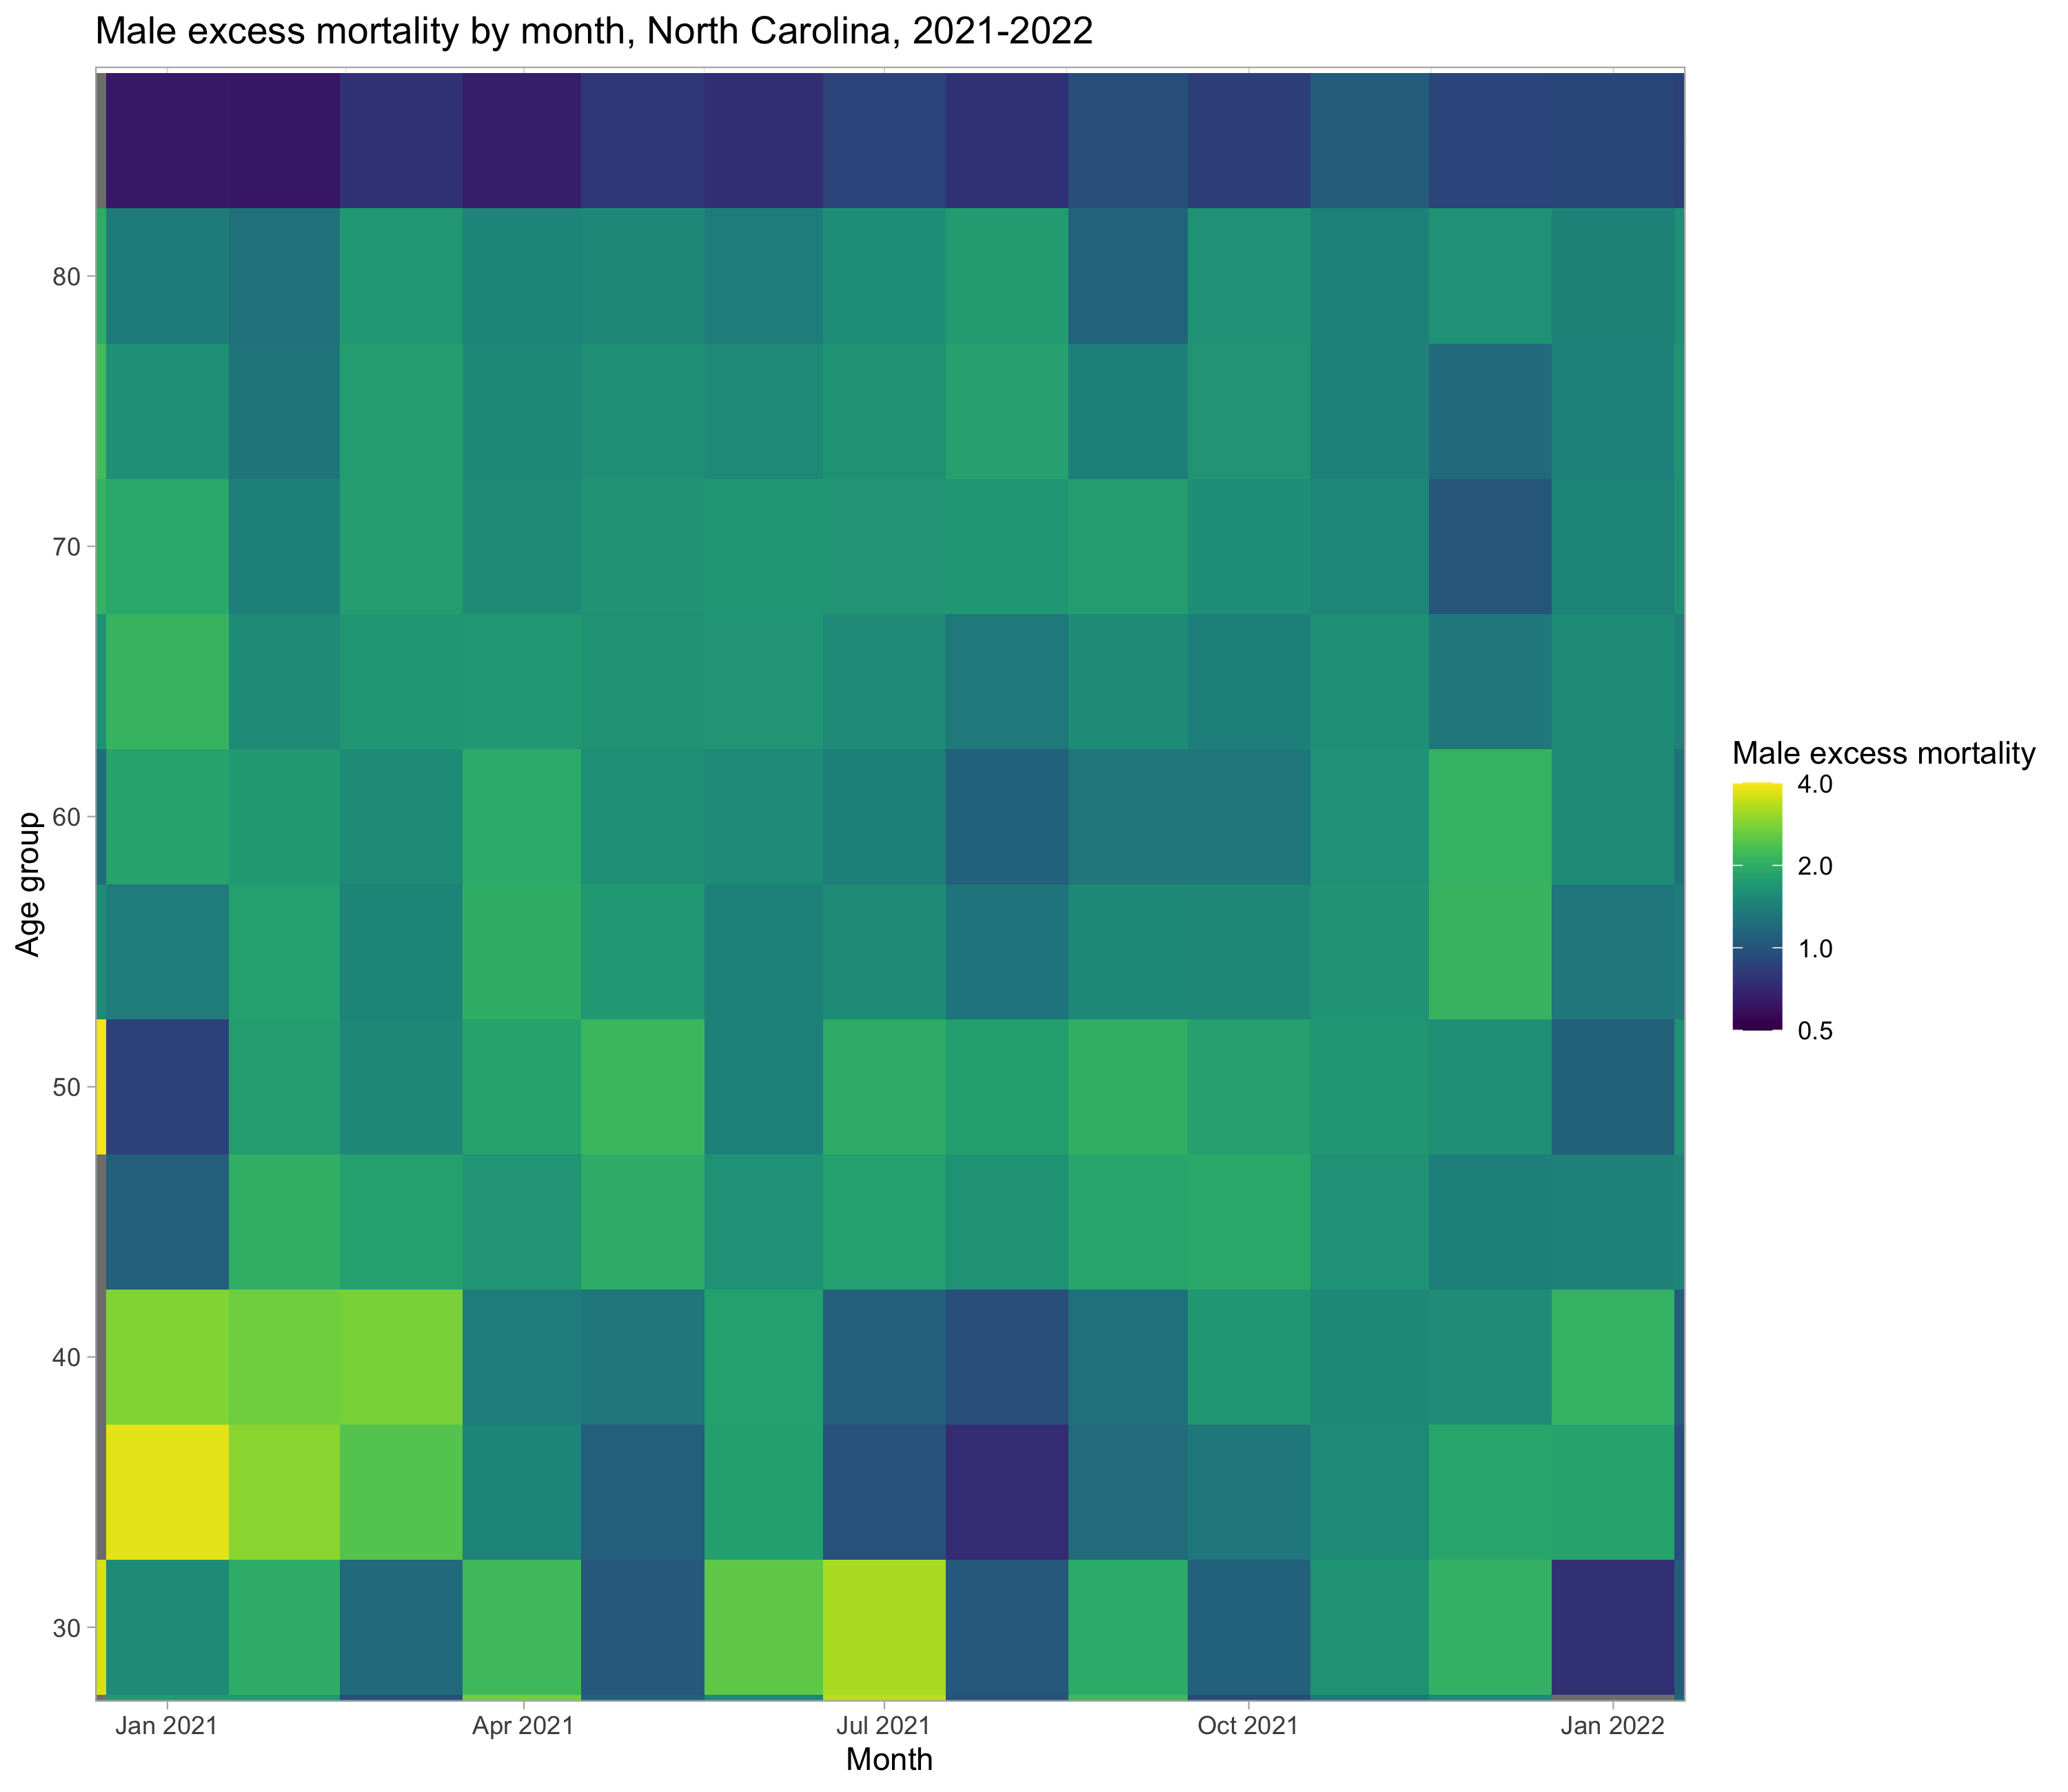 Male excess mortality by month, North Carolina, 2021-2022
80
70
60
50
40
30
Age group
Jan 2021
Apr 2021
Jul 2021
Oct 2021
Jan 2022
Month
Male excess mortality
4.0
2.0
1.0
0.5